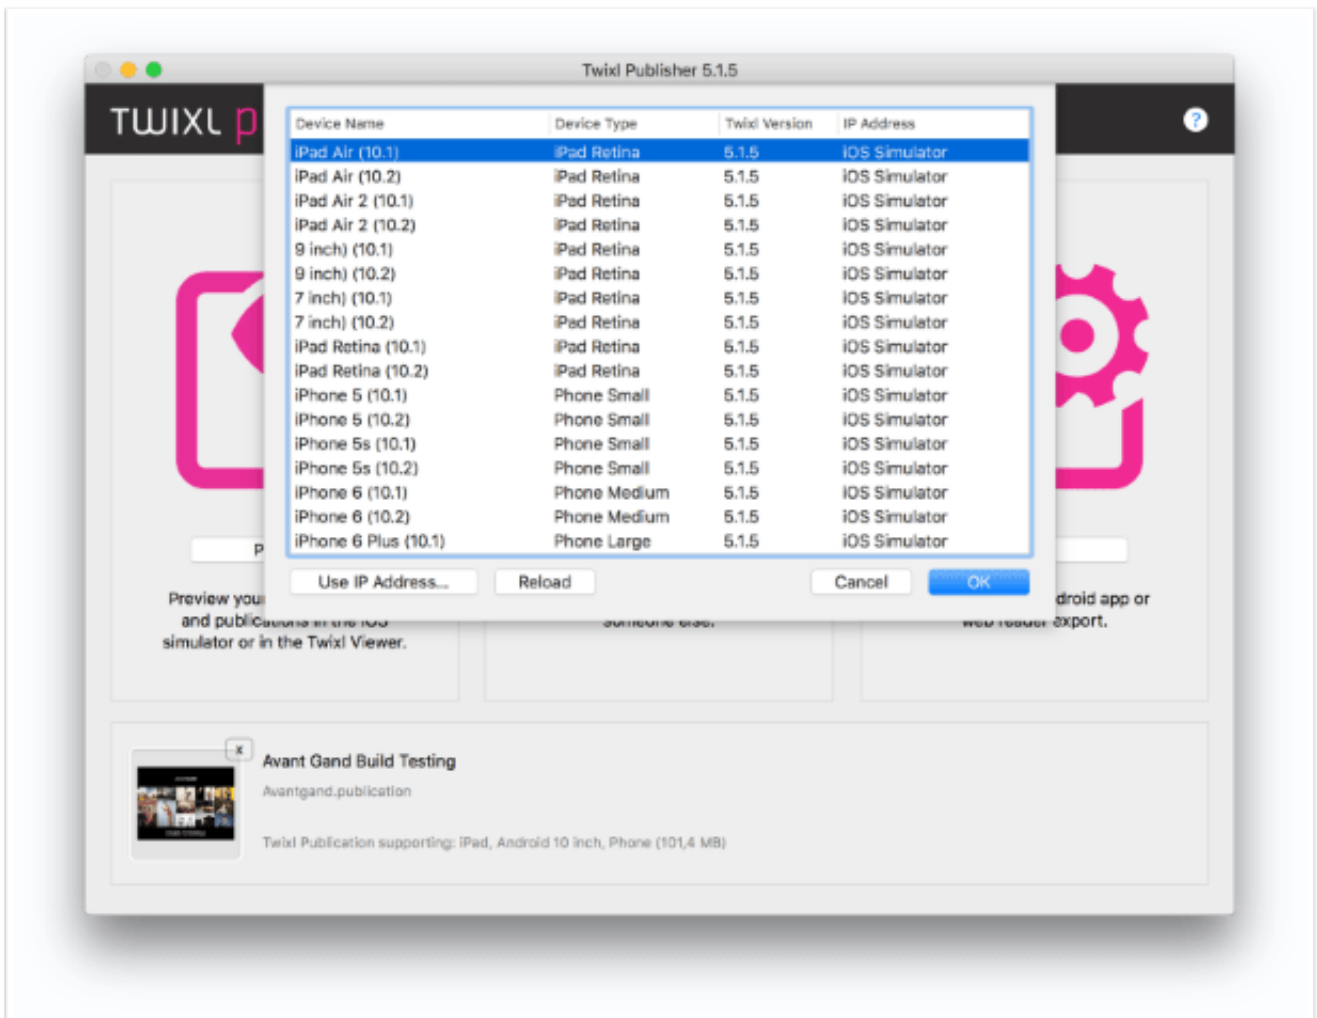 Twixl Publisher 5.1.5
TWIXL p
?
Device Name Device Type Twixl Version IP Address
iPad Air (10.1) iPad Retina 5.1.5 iOS Simulator
iPad Air (10.2) iPad Retina 5.1.5 iOS Simulator
iPad Air 2 (10.1) iPad Retina 5.1.5 iOS Simulator
iPad Air 2 (10.2) iPad Retina 5.1.5 iOS Simulator
9 inch) (10.1) iPad Retina 5.1.5 iOS Simulator
9 inch) (10.2) iPad Retina 5.1.5 iOS Simulator
7 inch) (10.1) iPad Retina 5.1.5 iOS Simulator
7 inch) (10.2) iPad Retina 5.1.5 iOS Simulator
iPad Retina (10.1) iPad Retina 5.1.5 iOS Simulator
iPad Retina (10.2) iPad Retina 5.1.5 iOS Simulator
iPhone 5 (10.1) Phone Small 5.1.5 iOS Simulator
iPhone 5 (10.2) Phone Small 5.1.5 iOS Simulator
iPhone 5s (10.1) Phone Small 5.1.5 iOS Simulator
iPhone 5s (10.2) Phone Small 5.1.5 iOS Simulator
iPhone 6 (10.1) Phone Medium 5.1.5 iOS Simulator
iPhone 6 (10.2) Phone Medium 5.1.5 iOS Simulator
iPhone 6 Plus (10.1) Phone Large 5.1.5 iOS Simulator
Use IP Address... Reload Cancel OK
P
Preview your
and publications in the iOS
simulator or in the Twixl Viewer.
someone else.
droid app or
web reader export.
x
Avant Gand Build Testing
Avantgand.publication
Twixl Publication supporting: iPad, Android 10 inch, Phone (101,4 MB)